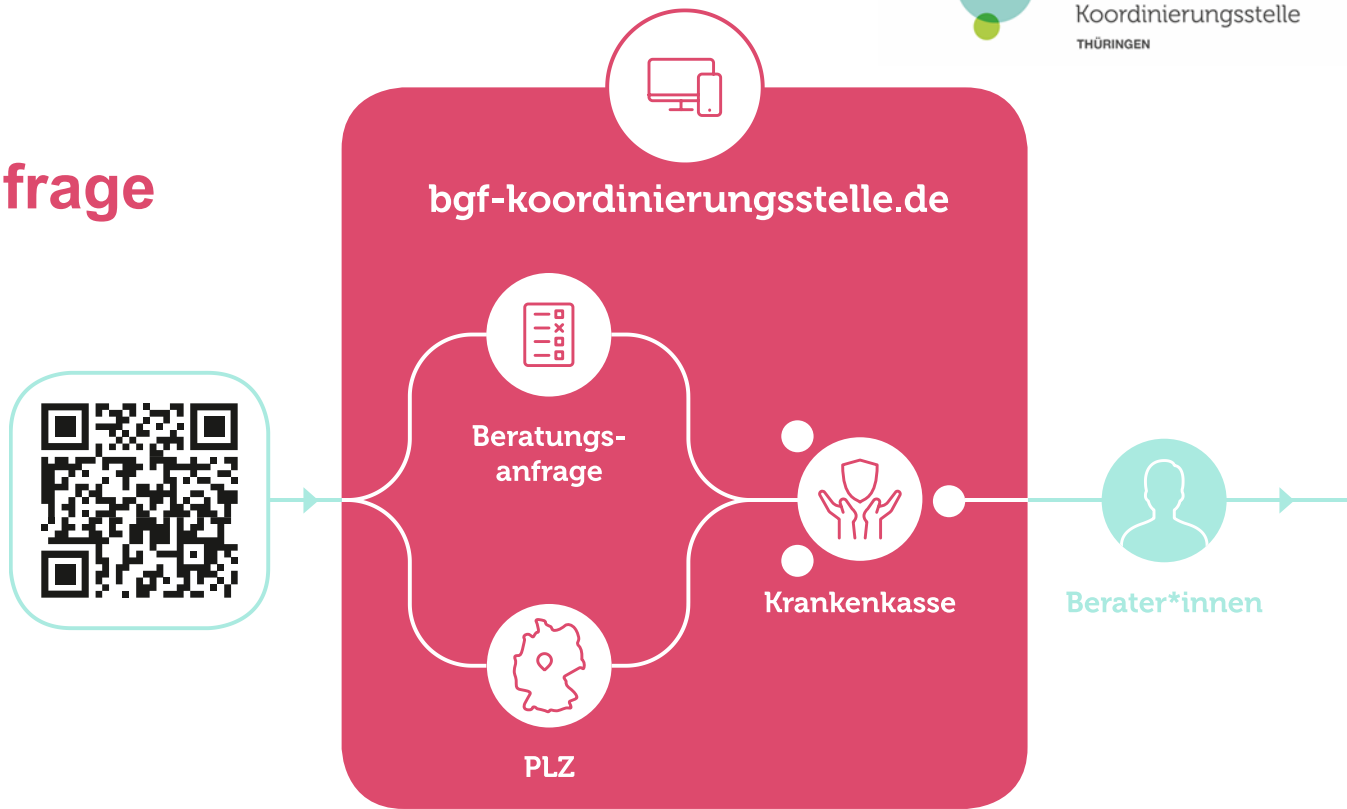 Koordinierungsstelle
THÜRINGEN
frage
bgf-koordinierungsstelle.de
Beratungs-
anfrage
Krankenkasse
Berater*innen
PLZ